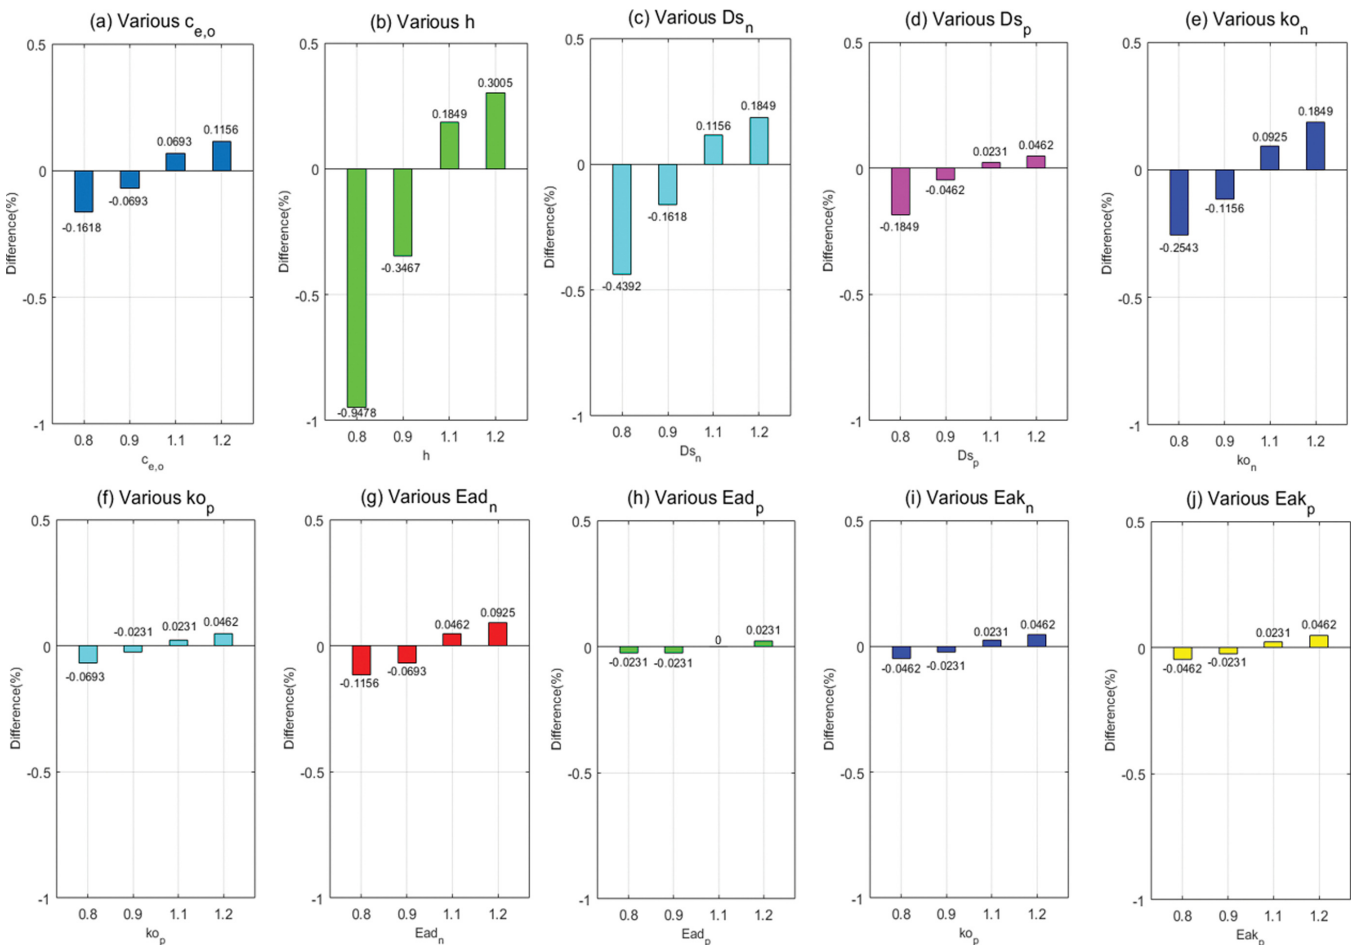 (a) Various c_e,o
0.5
0
-0.5
-1
Difference(%)
-0.1618
-0.0693
0.0693
0.1156
0.8 0.9 1.1 1.2
c_e,o
(b) Various h
0.5
0
-0.5
-1
Difference(%)
-0.9478
-0.3467
0.1849
0.3005
0.8 0.9 1.1 1.2
h
(c) Various Ds_n
0.5
0
-0.5
-1
Difference(%)
-0.4392
-0.1618
0.1156
0.1849
0.8 0.9 1.1 1.2
Ds_n
(d) Various Ds_p
0.5
0
-0.5
-1
Difference(%)
-0.1849
-0.0462
0.0231
0.0462
0.8 0.9 1.1 1.2
Ds_p
(e) Various ko_n
0.5
0
-0.5
-1
Difference(%)
-0.2543
-0.1156
0.0925
0.1849
0.8 0.9 1.1 1.2
ko_n
(f) Various ko_p
0.5
0
-0.5
-1
Difference(%)
-0.0693
-0.0231
0.0231
0.0462
0.8 0.9 1.1 1.2
ko_p
(g) Various Ead_n
0.5
0
-0.5
-1
Difference(%)
-0.1156
-0.0693
0.0462
0.0925
0.8 0.9 1.1 1.2
Ead_n
(h) Various Ead_p
0.5
0
-0.5
-1
Difference(%)
-0.0231
-0.0231
0
0.0231
0.8 0.9 1.1 1.2
Ead_p
(i) Various Eak_n
0.5
0
-0.5
-1
Difference(%)
-0.0462
-0.0231
0.0231
0.0462
0.8 0.9 1.1 1.2
ko_p
(j) Various Eak_p
0.5
0
-0.5
-1
Difference(%)
-0.0462
-0.0231
0.0231
0.0462
0.8 0.9 1.1 1.2
Eak_p